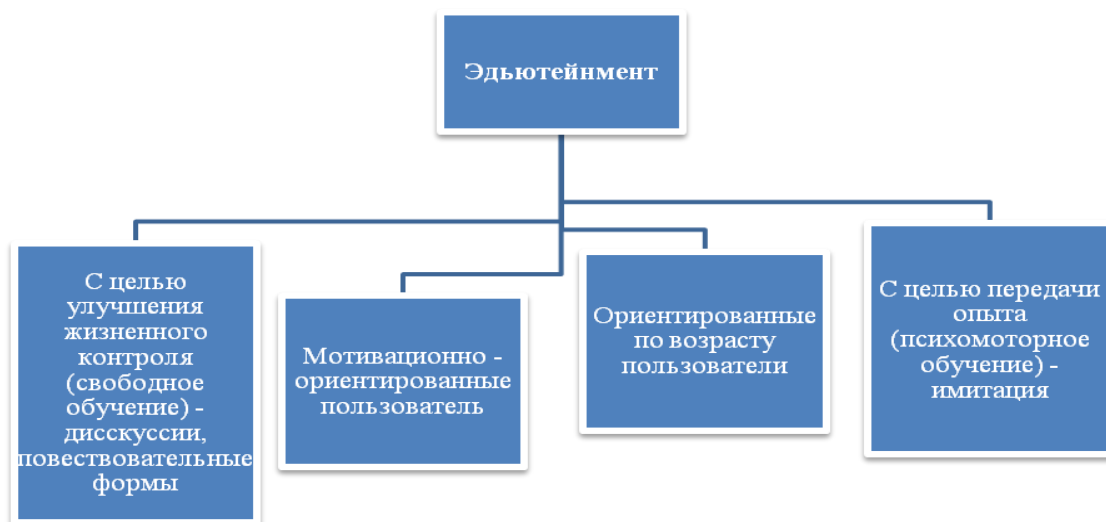 Эдьютейнмент
С целью
улучшения
жизненного
контроля
(свободное
обучение) -
дисскуссии,
повествовательные
формы
Мотивационно -
ориентированные
пользователь
Ориентированные
по возрасту
пользователи
С целью передачи
опыта
(психомоторное
обучение) -
имитация